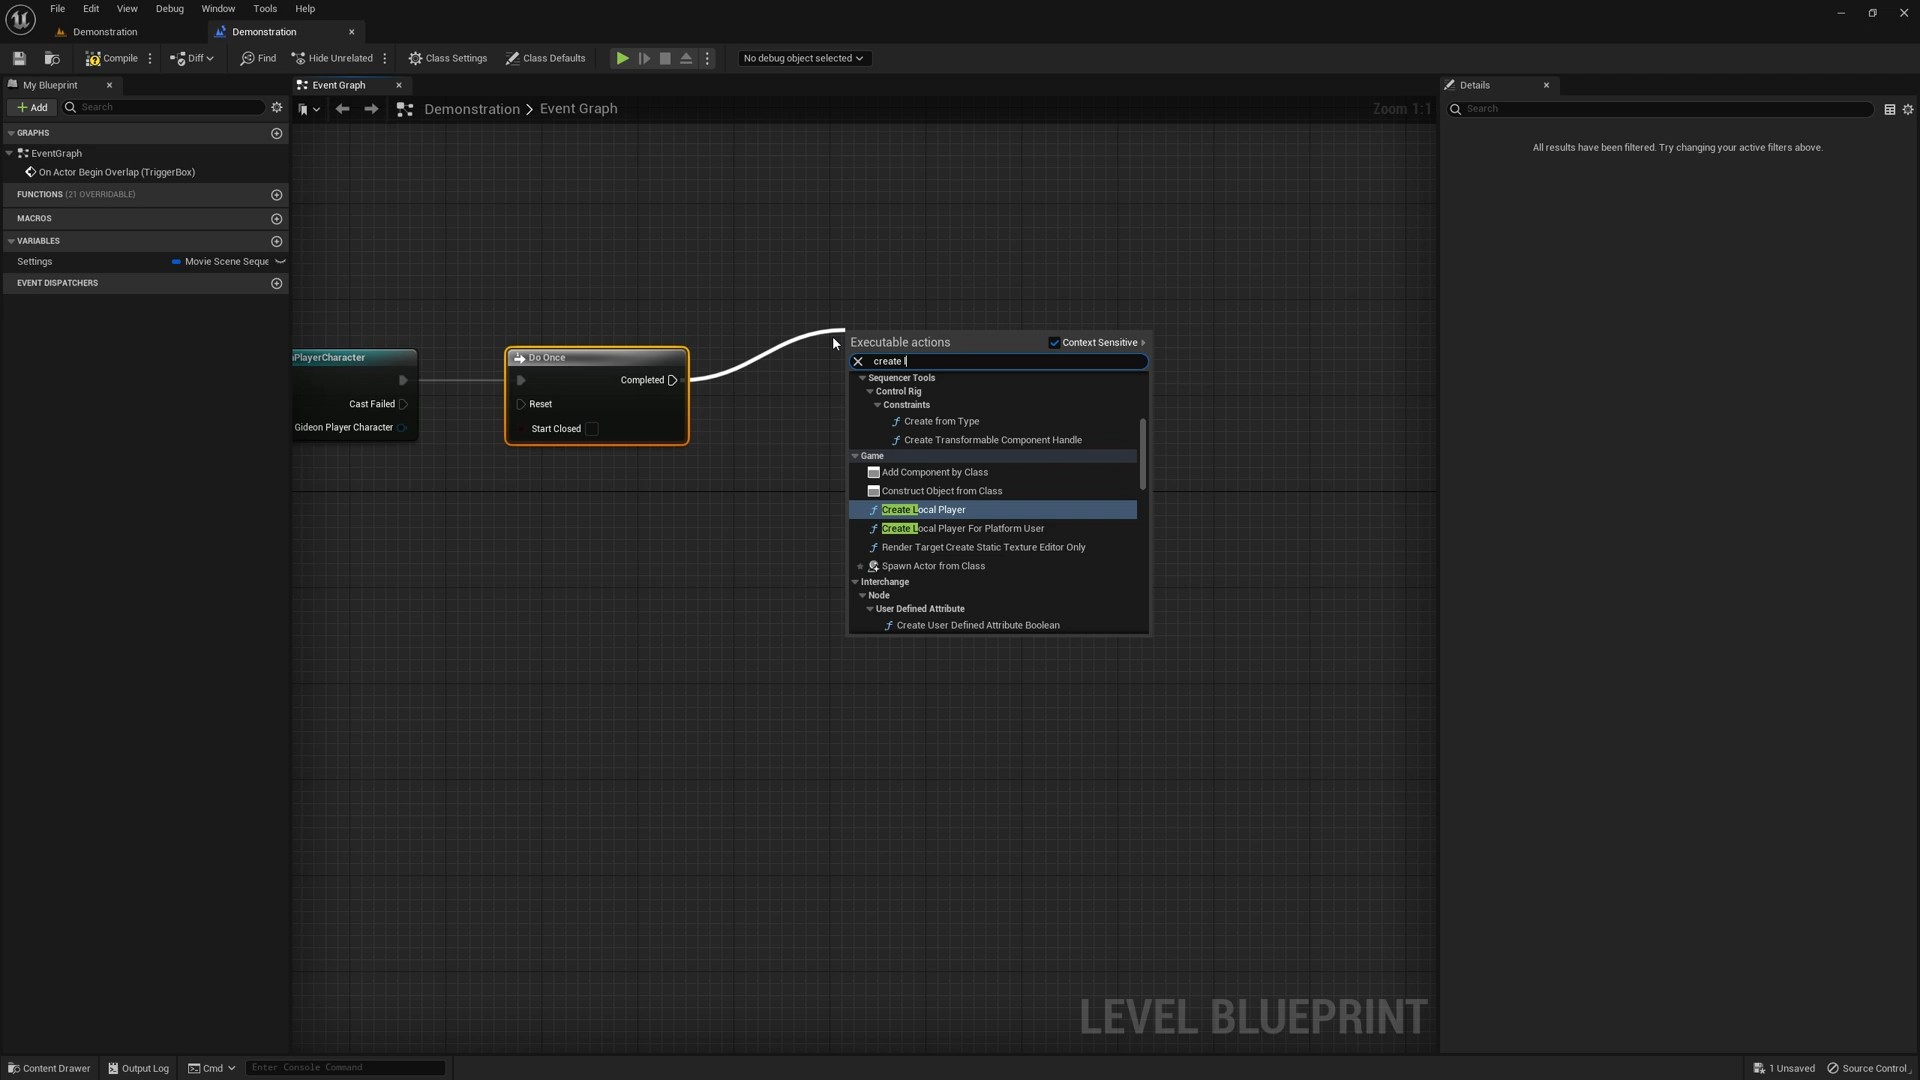 File Edit View Debug Window Tools Help
Demonstration Demonstration
Compile Diff Find Hide Unrelated Class Settings Class Defaults No debug object selected
My Blueprint Event Graph Details
Add Search Demonstration > Event Graph Zoom 1:1 Search
GRAPHS
EventGraph
On Actor Begin Overlap (TriggerBox)
FUNCTIONS (21 OVERRIDABLE)
MACROS
VARIABLES
Settings Movie Scene Seque
EVENT DISPATCHERS
All results have been filtered. Try changing your active filters above.
PlayerCharacter
Cast Failed
Gideon Player Character
Do Once
Completed
Reset
Start Closed
Executable actions Context Sensitive
create l
Sequencer Tools
Control Rig
Constraints
Create from Type
Create Transformable Component Handle
Game
Add Component by Class
Construct Object from Class
Create Local Player
Create Local Player For Platform User
Render Target Create Static Texture Editor Only
Spawn Actor from Class
Interchange
Node
User Defined Attribute
Create User Defined Attribute Boolean
LEVEL BLUEPRINT
Content Drawer Output Log Cmd Enter Console Command 1 Unsaved Source Control